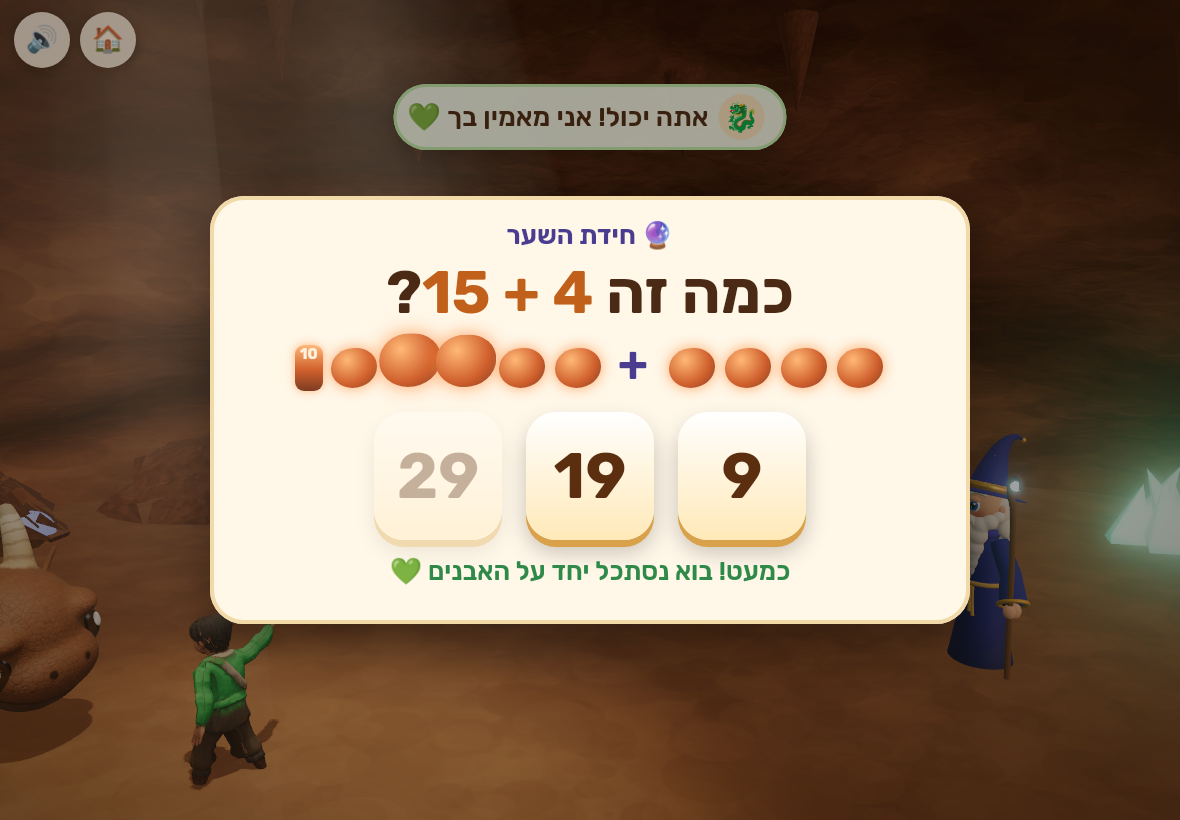 אתה יכול! אני מאמין בך 💚
🔮 חידת השער
כמה זה 15 + 4?
10 +
29 19 9
כמעט! בוא נסתכל יחד על האבנים 💚